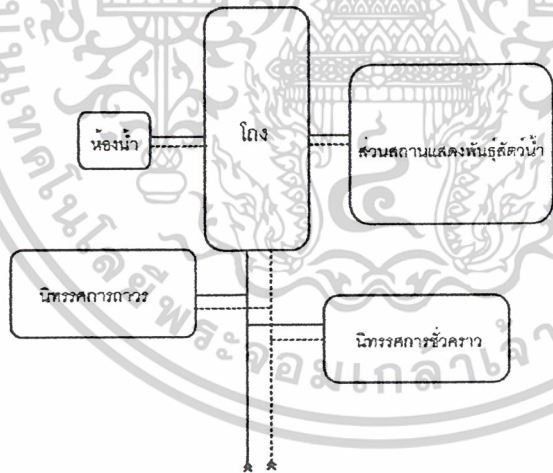 โถง
ห้องน้ำ
ส่วนสถานแสดงพันธุ์สัตว์น้ำ
นิทรรศการถาวร
นิทรรศการชั่วคราว